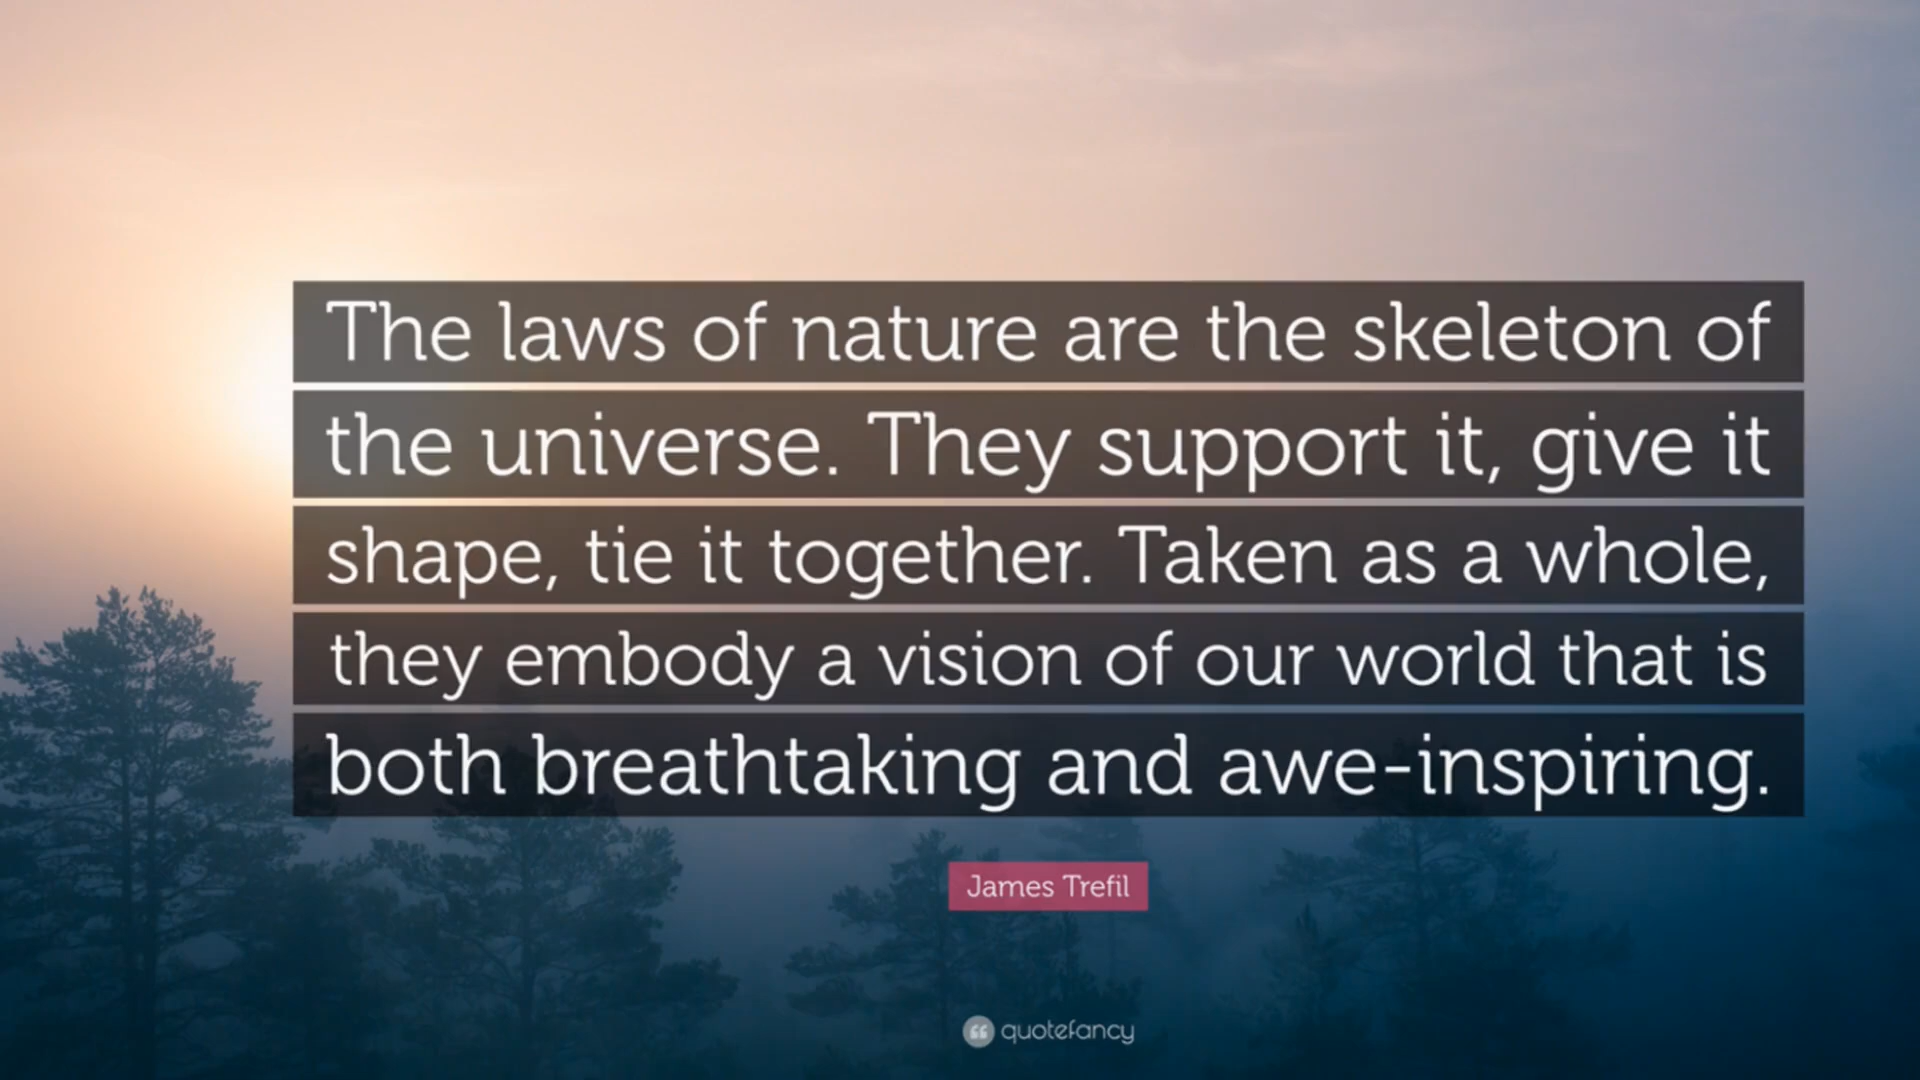 The laws of nature are the skeleton of
the universe. They support it, give it
shape, tie it together. Taken as a whole,
they embody a vision of our world that is
both breathtaking and awe-inspiring.
James Trefil
quotefancy